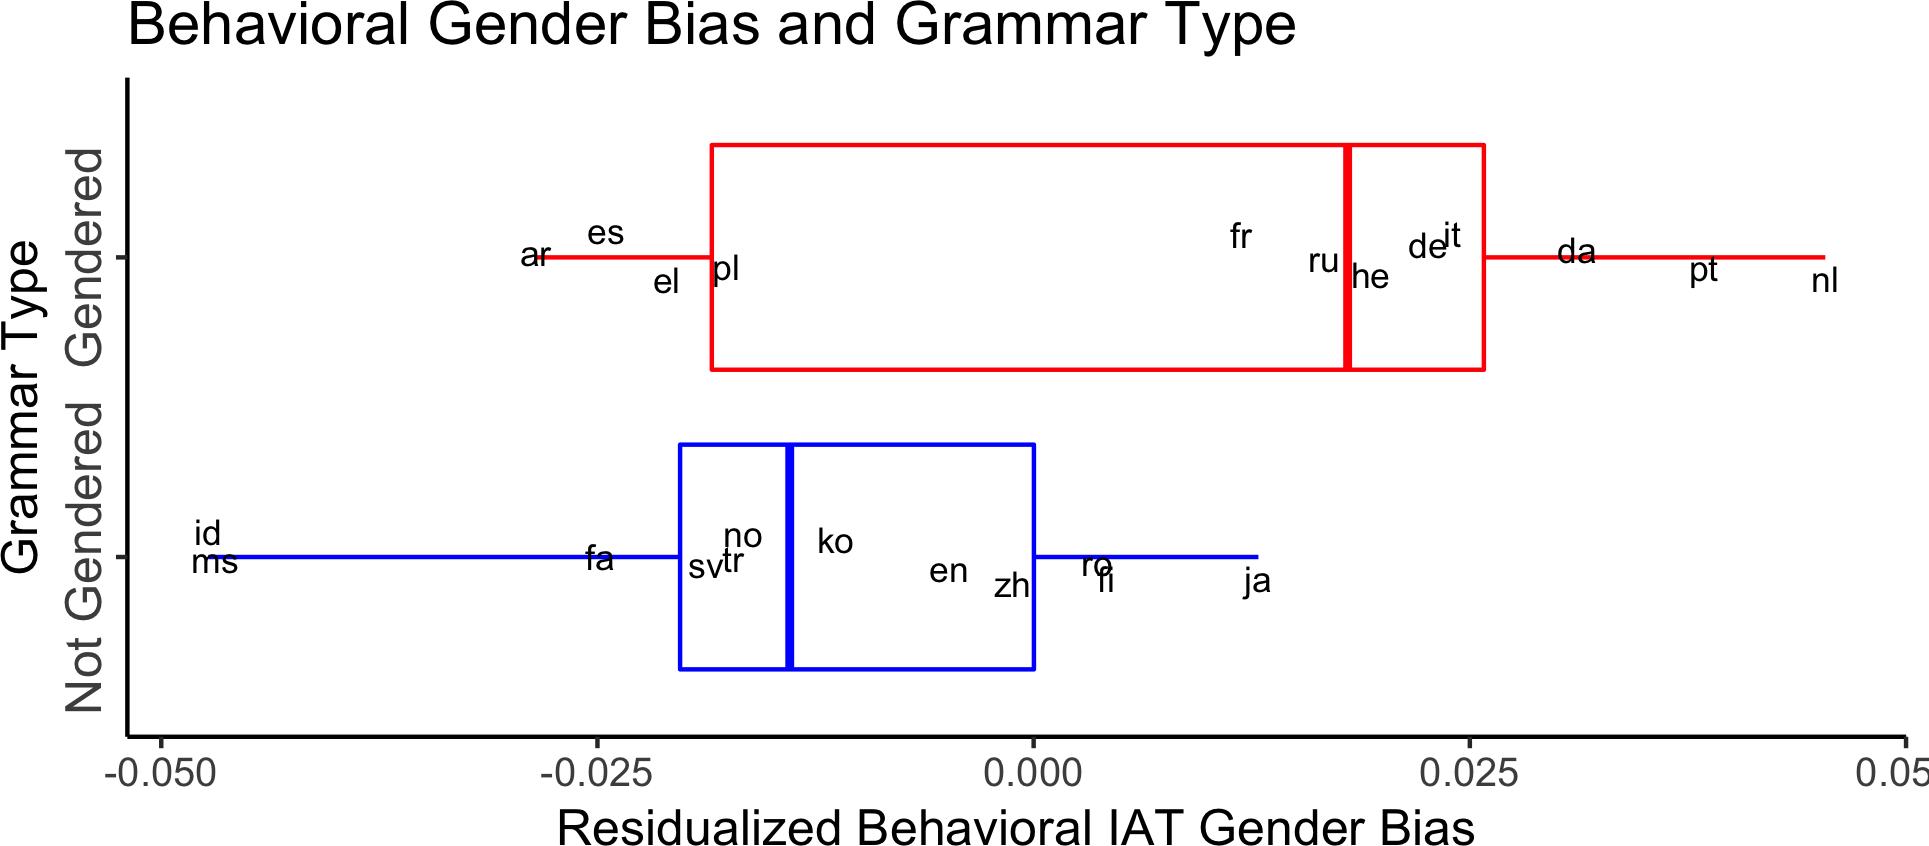 Behavioral Gender Bias and Grammar Type
Grammar Type
Gendered
es
ar
el
pl
fr
ru
he
de
it
da
pt
nl
Not Gendered
id
ms
fa
sv
no
tr
ko
en
zh
ro
fi
ja
-0.050
-0.025
0.000
0.025
0.05
Residualized Behavioral IAT Gender Bias